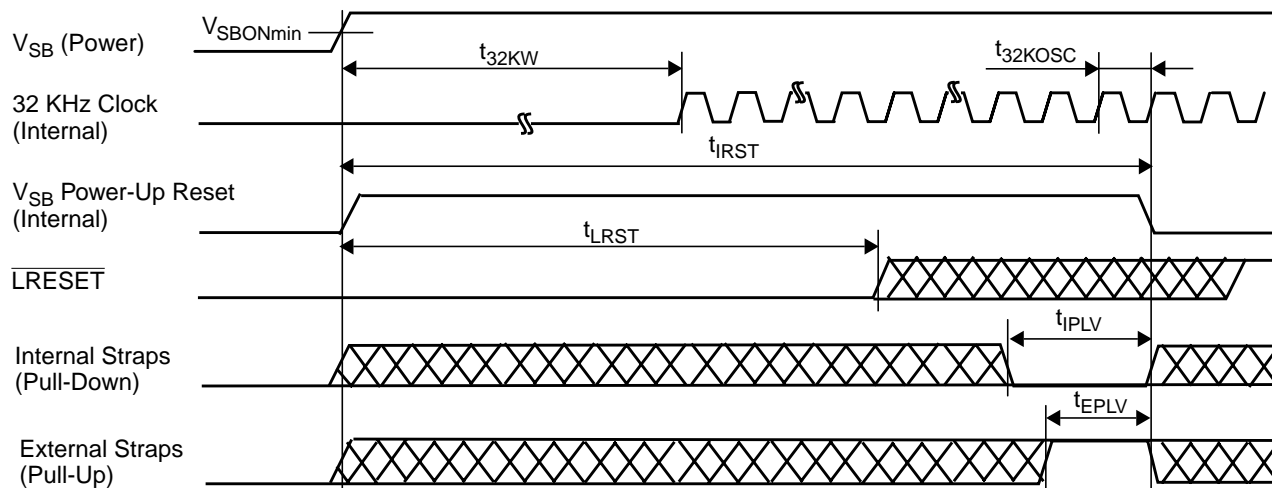 V_SBONmin
V_SB (Power)
t_32KW
t_32KOSC
32 KHz Clock
(Internal)
t_IRST
V_SB Power-Up Reset
(Internal)
t_LRST
LRESET
t_IPLV
Internal Straps
(Pull-Down)
t_EPLV
External Straps
(Pull-Up)